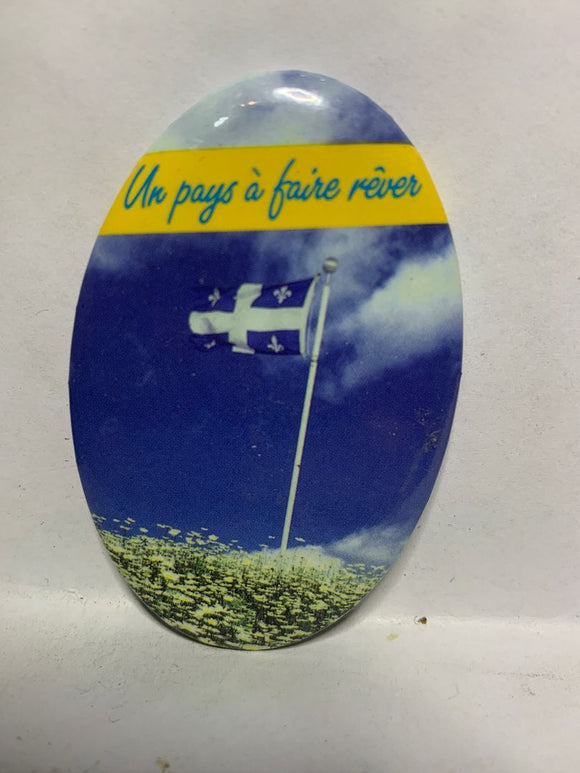 Un pays à faire rêver